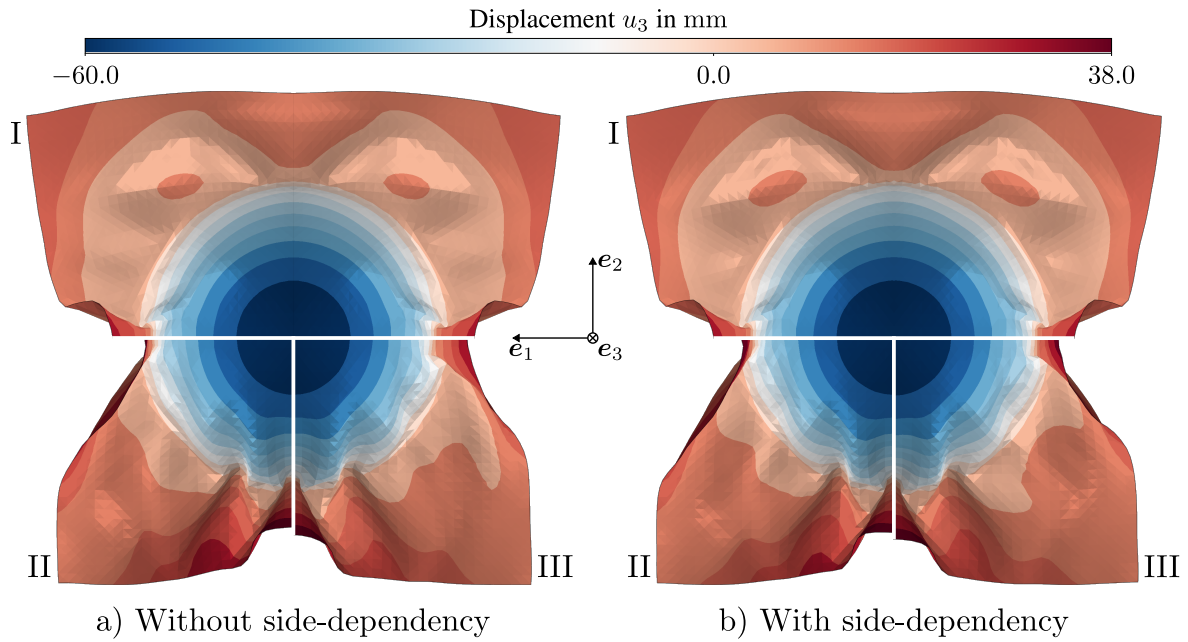 Displacement u₃ in mm
−60.0 0.0 38.0
I I
e₂
e₁ e₃
II III II III
a) Without side-dependency b) With side-dependency